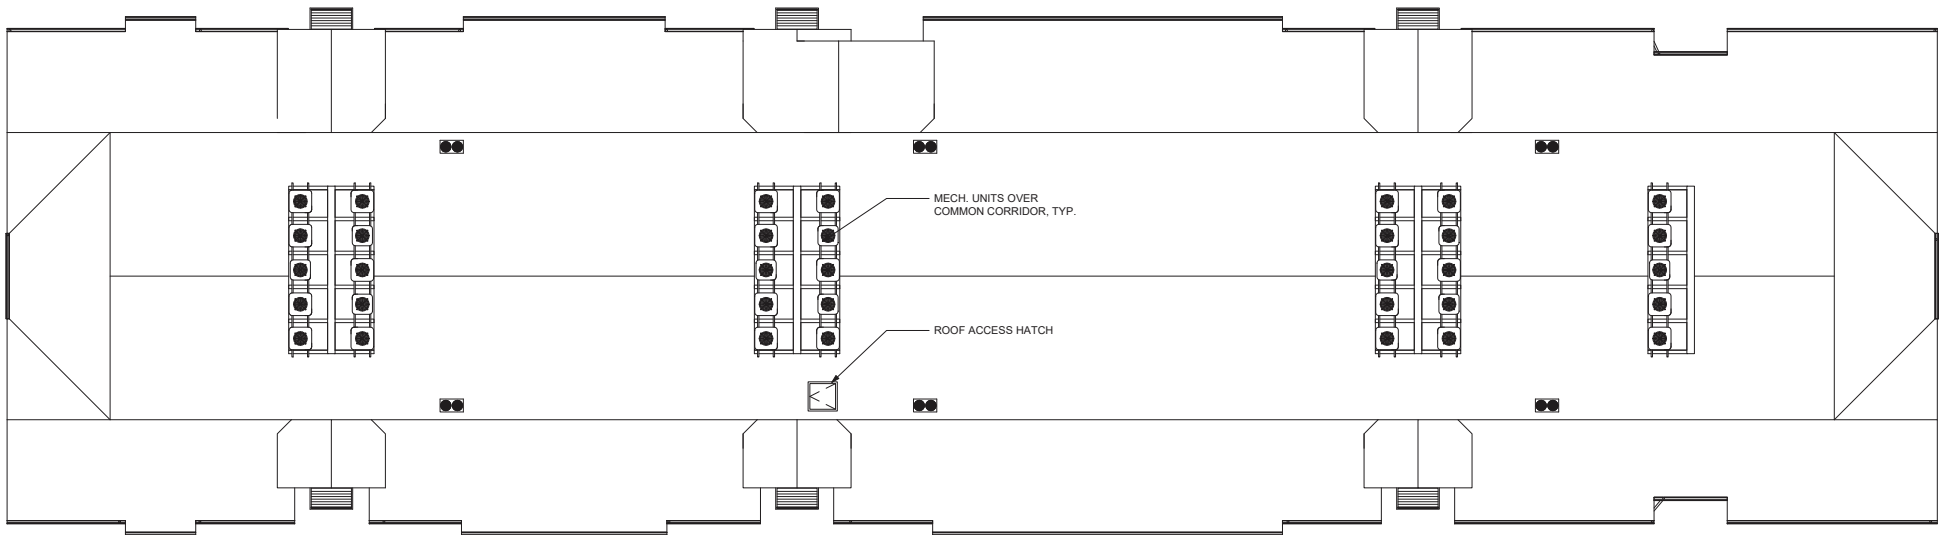 MECH. UNITS OVER
COMMON CORRIDOR, TYP.
ROOF ACCESS HATCH